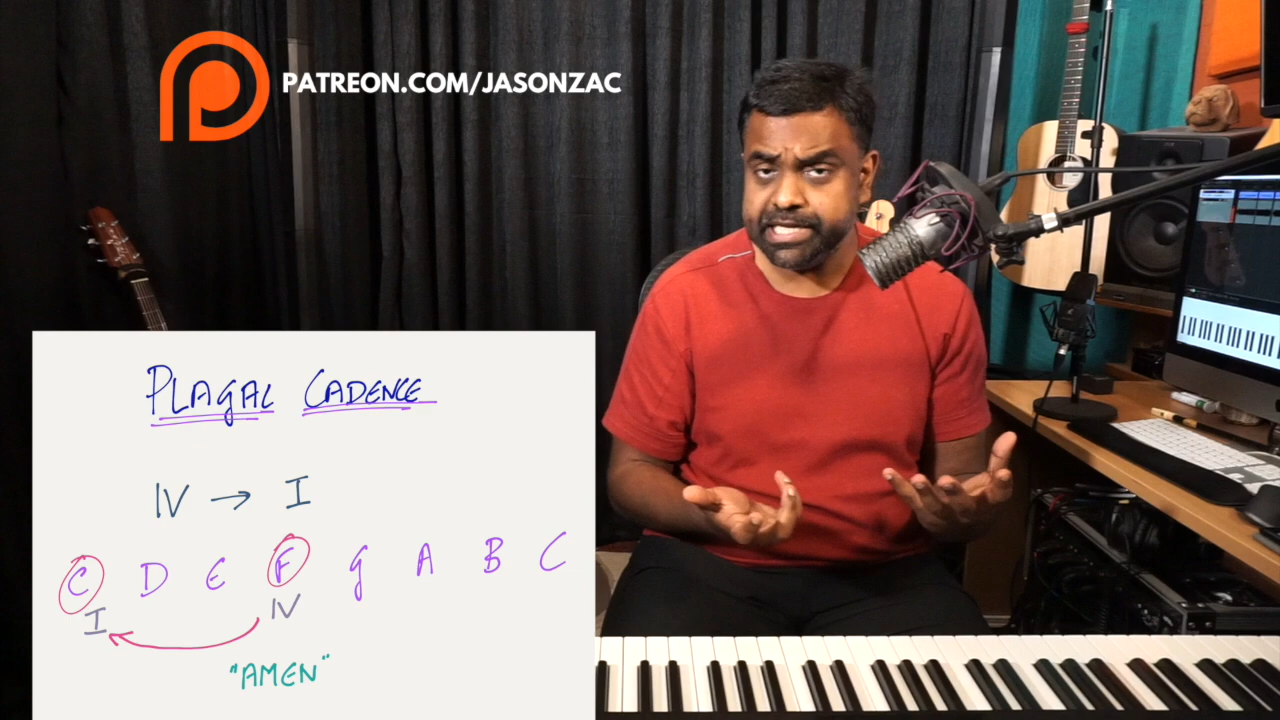 PATREON.COM/JASONZAC
PLAGAL CADENCE
IV → I
C D E F G A B C
I IV
"AMEN"